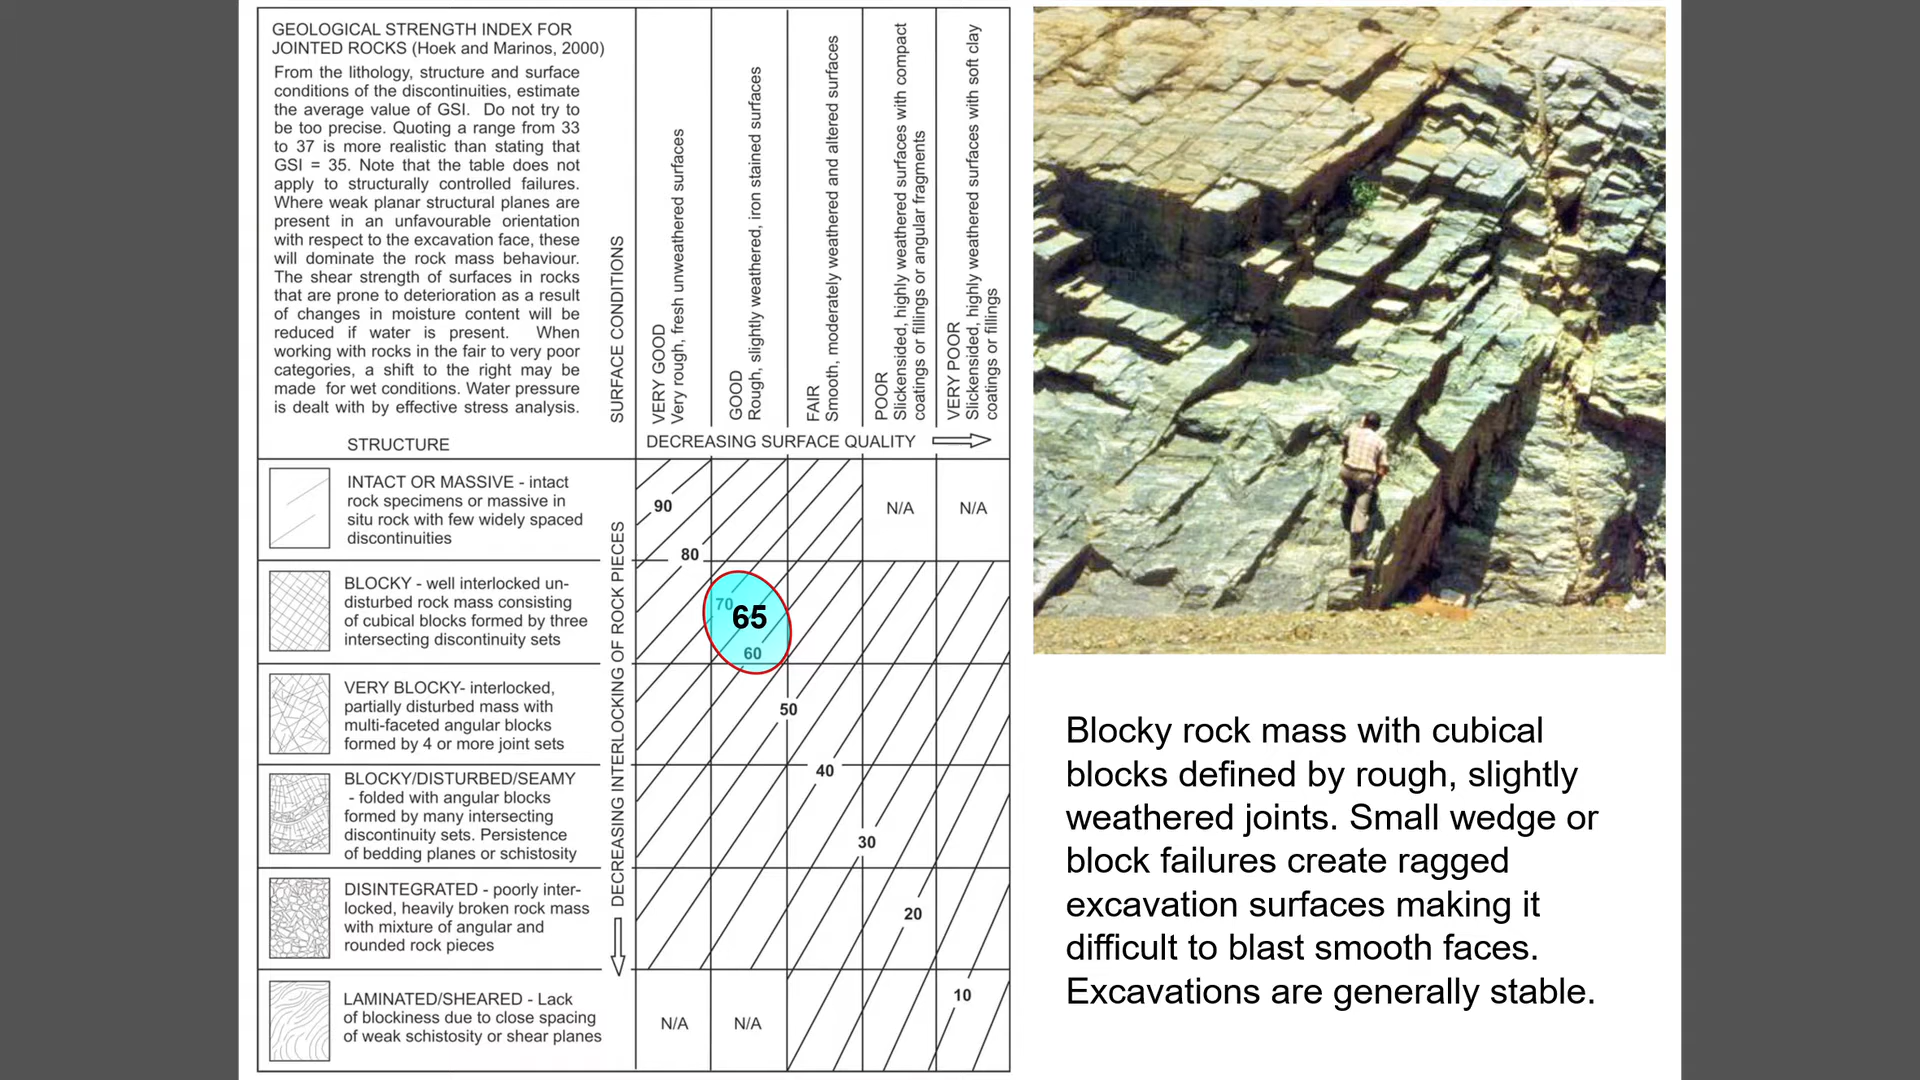 GEOLOGICAL STRENGTH INDEX FOR
JOINTED ROCKS (Hoek and Marinos, 2000)
From the lithology, structure and surface
conditions of the discontinuities, estimate
the average value of GSI. Do not try to
be too precise. Quoting a range from 33
to 37 is more realistic than stating that
GSI = 35. Note that the table does not
apply to structurally controlled failures.
Where weak planar structural planes are
present in an unfavourable orientation
with respect to the excavation face, these
will dominate the rock mass behaviour.
The shear strength of surfaces in rocks
that are prone to deterioration as a result
of changes in moisture content will be
reduced if water is present. When
working with rocks in the fair to very poor
categories, a shift to the right may be
made for wet conditions. Water pressure
is dealt with by effective stress analysis.
STRUCTURE
SURFACE CONDITIONS
VERY GOOD
Very rough, fresh unweathered surfaces
GOOD
Rough, slightly weathered, iron stained surfaces
FAIR
Smooth, moderately weathered and altered surfaces
POOR
Slickensided, highly weathered surfaces with compact
coatings or fillings or angular fragments
VERY POOR
Slickensided, highly weathered surfaces with soft clay
coatings or fillings
DECREASING SURFACE QUALITY
DECREASING INTERLOCKING OF ROCK PIECES
INTACT OR MASSIVE - intact
rock specimens or massive in
situ rock with few widely spaced
discontinuities
90
N/A
N/A
80
BLOCKY - well interlocked un-
disturbed rock mass consisting
of cubical blocks formed by three
intersecting discontinuity sets
70
65
60
VERY BLOCKY- interlocked,
partially disturbed mass with
multi-faceted angular blocks
formed by 4 or more joint sets
50
40
BLOCKY/DISTURBED/SEAMY
- folded with angular blocks
formed by many intersecting
discontinuity sets. Persistence
of bedding planes or schistosity
30
DISINTEGRATED - poorly inter-
locked, heavily broken rock mass
with mixture of angular and
rounded rock pieces
20
LAMINATED/SHEARED - Lack
of blockiness due to close spacing
of weak schistosity or shear planes
N/A
N/A
10
Blocky rock mass with cubical
blocks defined by rough, slightly
weathered joints. Small wedge or
block failures create ragged
excavation surfaces making it
difficult to blast smooth faces.
Excavations are generally stable.